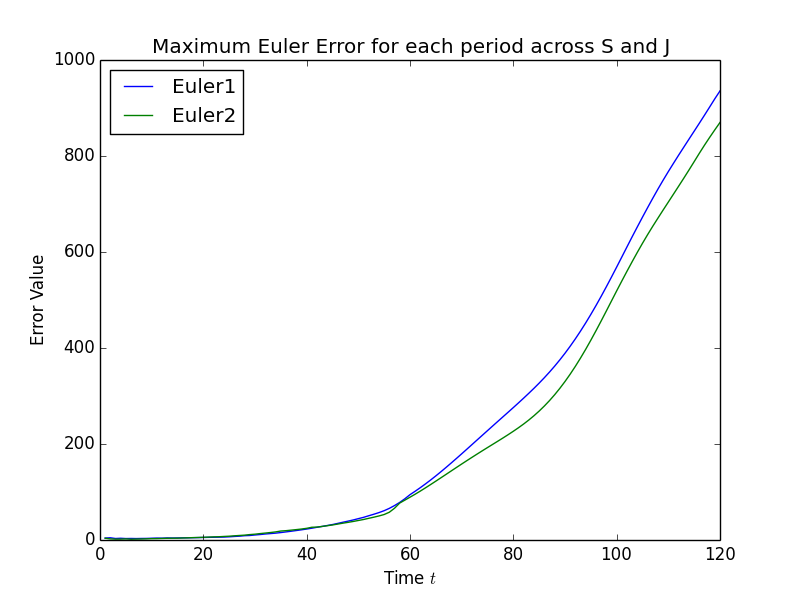 Maximum Euler Error for each period across S and J
1000
800
600
400
200
0
Error Value
Euler1
Euler2
0 20 40 60 80 100 120
Time t